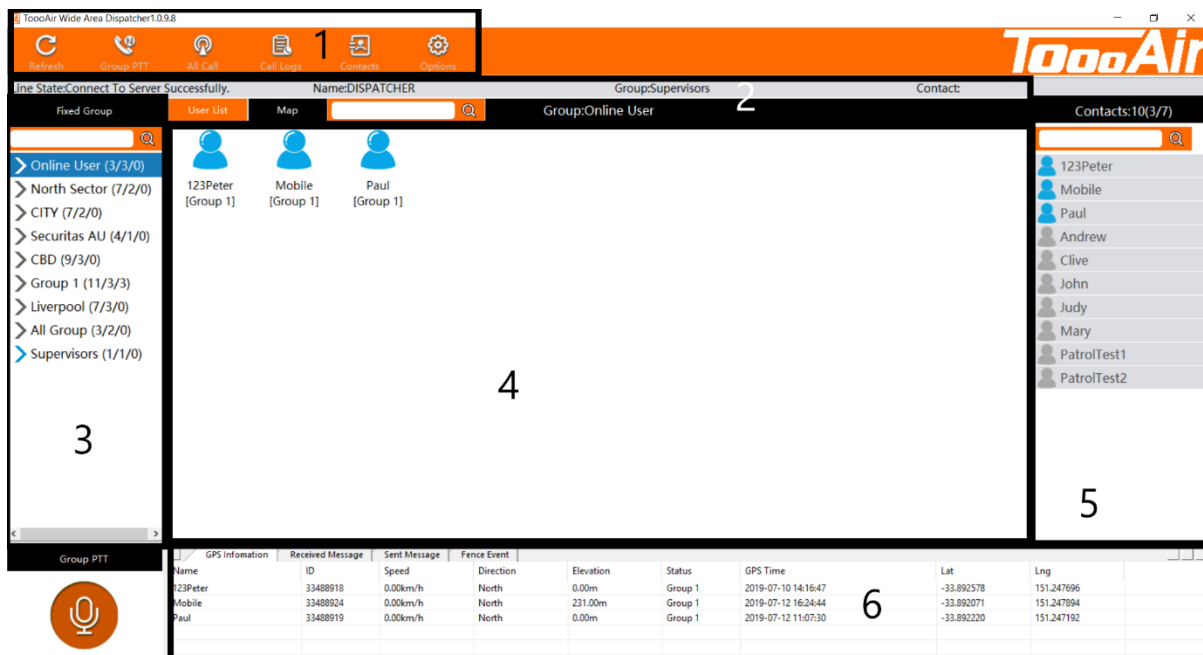 ToooAir Wide Area Dispatcher1.0.9.8
Refresh Group PTT All Call Call Logs Contacts Options
1
ToooAir
Line State:Connect To Server Successfully. Name:DISPATCHER Group:Supervisors Contact:
2
Fixed Group User List Map Group:Online User Contacts:10(3/7)
Online User (3/3/0)
North Sector (7/2/0)
CITY (7/2/0)
Securitas AU (4/1/0)
CBD (9/3/0)
Group 1 (11/3/3)
Liverpool (7/3/0)
All Group (3/2/0)
Supervisors (1/1/0)
3
123Peter Mobile Paul
[Group 1] [Group 1] [Group 1]
4
123Peter
Mobile
Paul
Andrew
Clive
John
Judy
Mary
PatrolTest1
PatrolTest2
5
Group PTT
GPS Infomation Received Message Sent Message Fence Event
Name ID Speed Direction Elevation Status GPS Time Lat Lng
123Peter 33488918 0.00km/h North 0.00m Group 1 2019-07-10 14:16:47 -33.892578 151.247696
Mobile 33488924 0.00km/h North 231.00m Group 1 2019-07-12 16:24:44 -33.892071 151.247894
Paul 33488919 0.00km/h North 0.00m Group 1 2019-07-12 11:07:30 -33.892220 151.247192
6